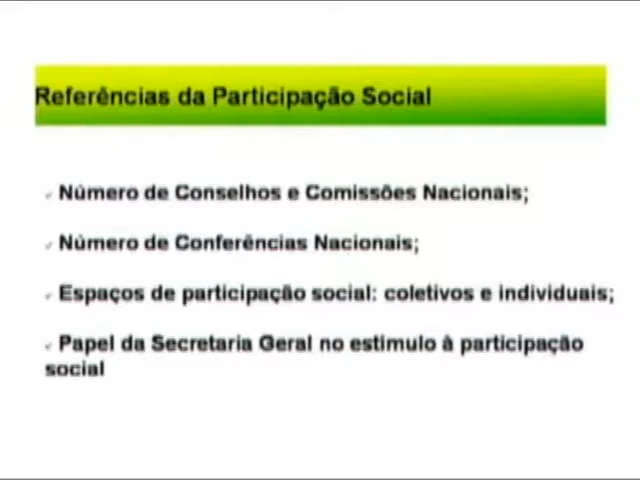 Referências da Participação Social
Número de Conselhos e Comissões Nacionais;
Número de Conferências Nacionais;
Espaços de participação social: coletivos e individuais;
Papel da Secretaria Geral no estimulo à participação
social